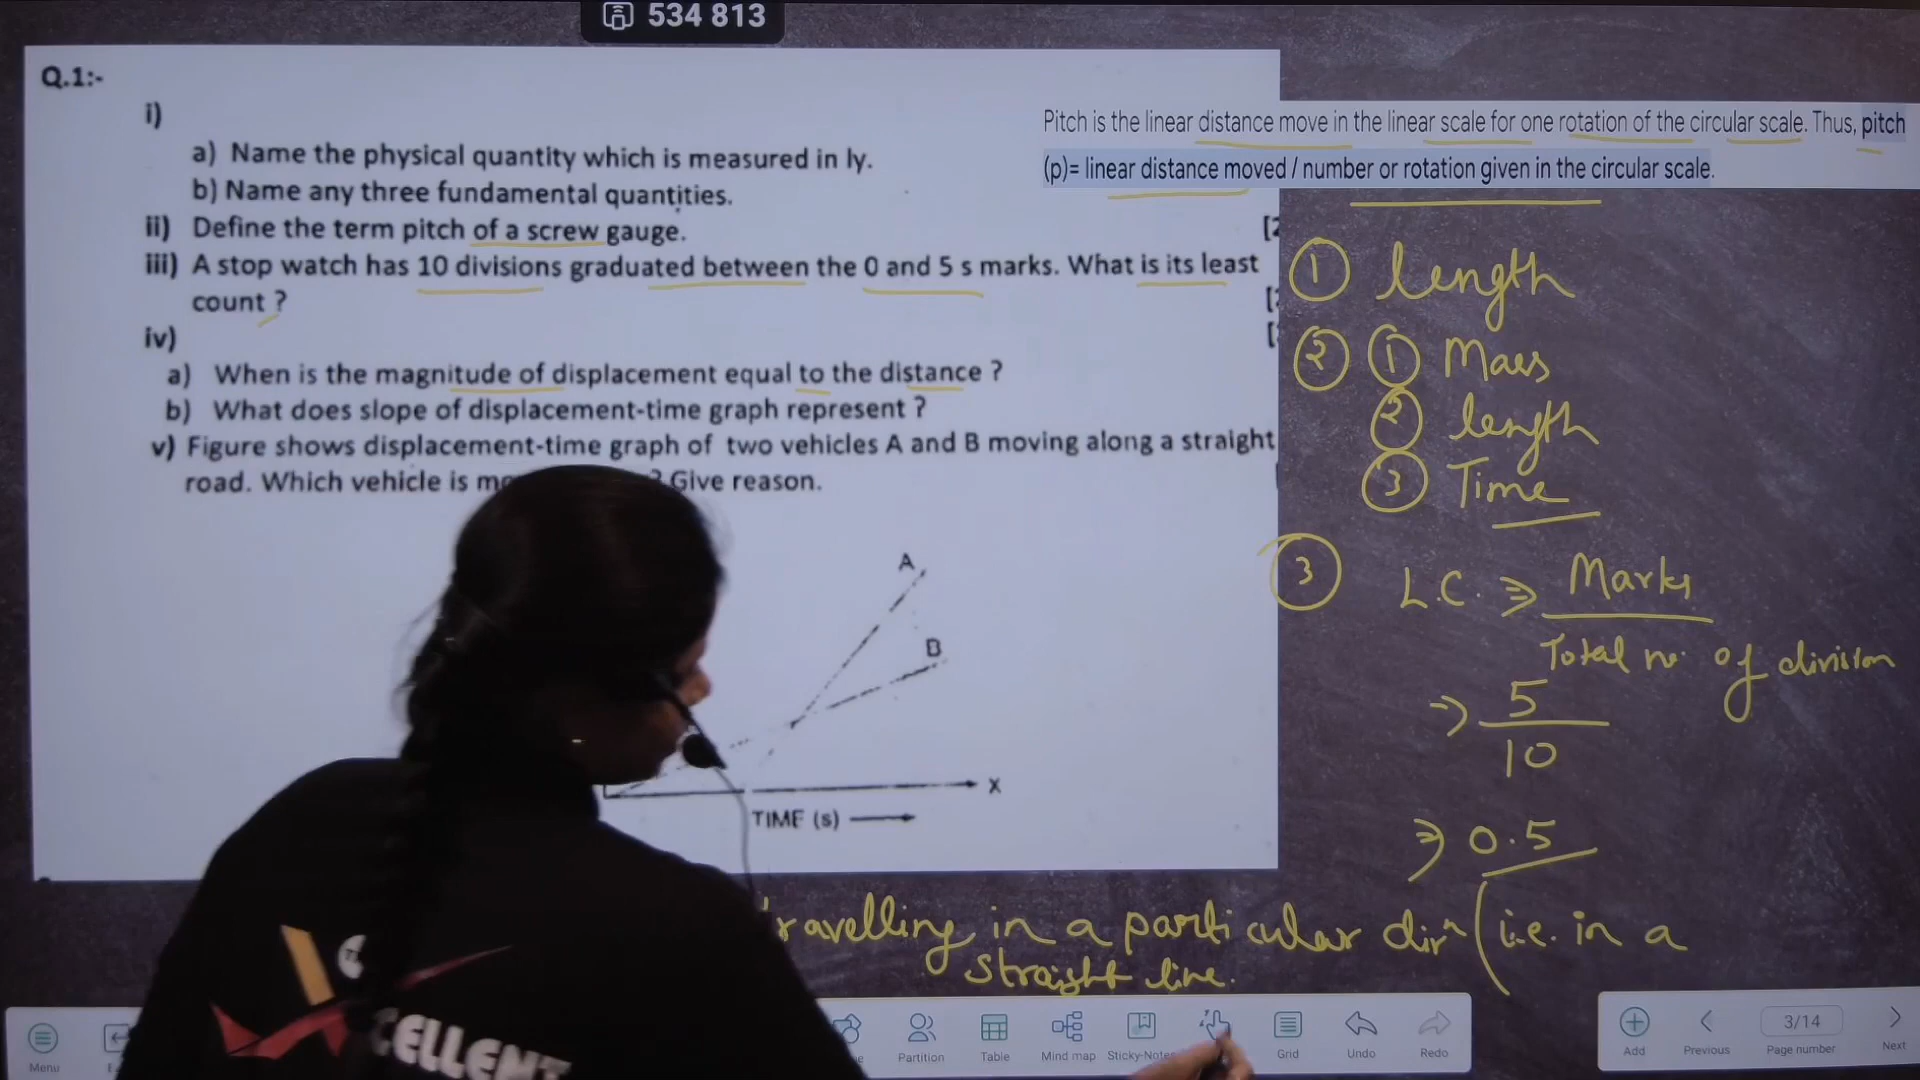 534 813
Q.1:-
i)
a) Name the physical quantity which is measured in ly.
b) Name any three fundamental quantities.
ii) Define the term pitch of a screw gauge.
iii) A stop watch has 10 divisions graduated between the 0 and 5 s marks. What is its least
count ?
iv)
a) When is the magnitude of displacement equal to the distance ?
b) What does slope of displacement-time graph represent ?
v) Figure shows displacement-time graph of two vehicles A and B moving along a straight
road. Which vehicle is ? Give reason.
A
B
X
TIME (s)
Pitch is the linear distance move in the linear scale for one rotation of the circular scale. Thus, pitch
(p)= linear distance moved / number or rotation given in the circular scale.
1 length
2 1 Mass
2 length
3 Time
3 L.C. ⇒ Marks
Total no. of division
⇒ 5
10
⇒ 0.5
travelling in a particular dirn (i.e. in a
straight line.
CELLENT
Menu
Partition
Table
Mind map
Sticky-Notes
Grid
Undo
Redo
Add
Previous
3/14
Page number
Next